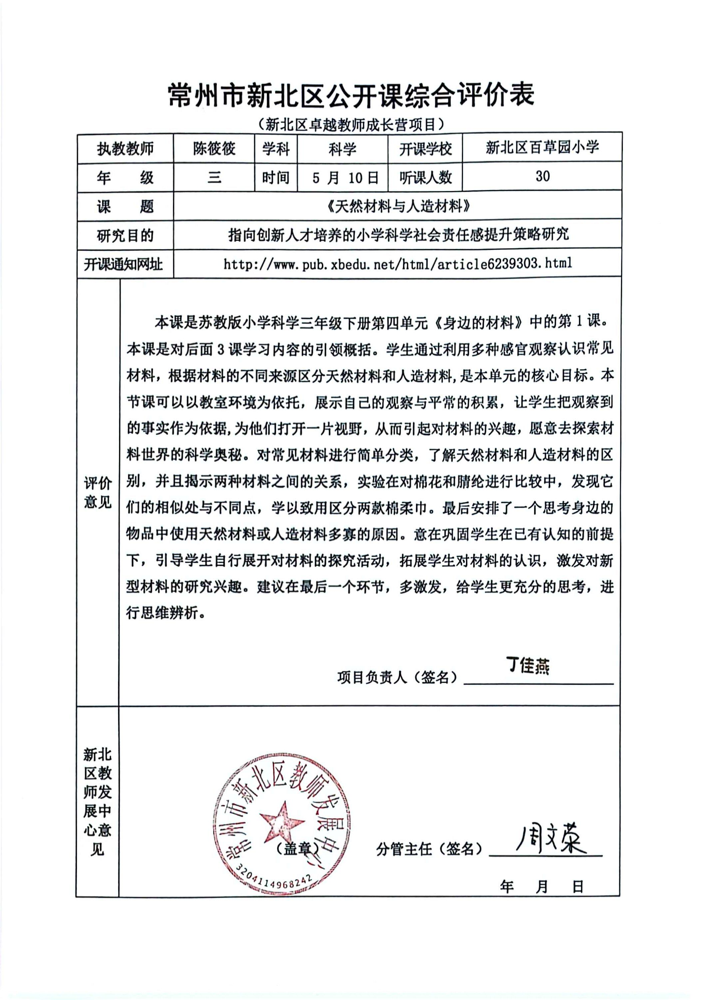 常州市新北区公开课综合评价表
（新北区卓越教师成长营项目）
执教教师 陈筱筱 学科 科学 开课学校 新北区百草园小学
年 级 三 时间 5 月 10日 听课人数 30
课 题 《天然材料与人造材料》
研究目的 指向创新人才培养的小学科学社会责任感提升策略研究
开课通知网址 http://www.pub.xbedu.net/html/article6239303.html
评价
意见
本课是苏教版小学科学三年级下册第四单元《身边的材料》中的第 1 课。
本课是对后面 3 课学习内容的引领概括。学生通过利用多种感官观察认识常见
材料，根据材料的不同来源区分天然材料和人造材料,是本单元的核心目标。本
节课可以以教室环境为依托，展示自己的观察与平常的积累，让学生把观察到
的事实作为依据,为他们打开一片视野，从而引起对材料的兴趣，愿意去探索材
料世界的科学奥秘。对常见材料进行简单分类，了解天然材料和人造材料的区
别，并且揭示两种材料之间的关系，实验在对棉花和腈纶进行比较中，发现它
们的相似处与不同点，学以致用区分两款棉柔巾。最后安排了一个思考身边的
物品中使用天然材料或人造材料多寡的原因。意在巩固学生在已有认知的前提
下，引导学生自行展开对材料的探究活动，拓展学生对材料的认识，激发对新
型材料的研究兴趣。建议在最后一个环节，多激发，给学生更充分的思考，进
行思维辨析。
项目负责人（签名）丁佳燕
新北
区教
师发
展中
心意
见
常州市新北区教师发展中心
3204114968242
（盖章） 分管主任（签名）周文荣
年 月 日